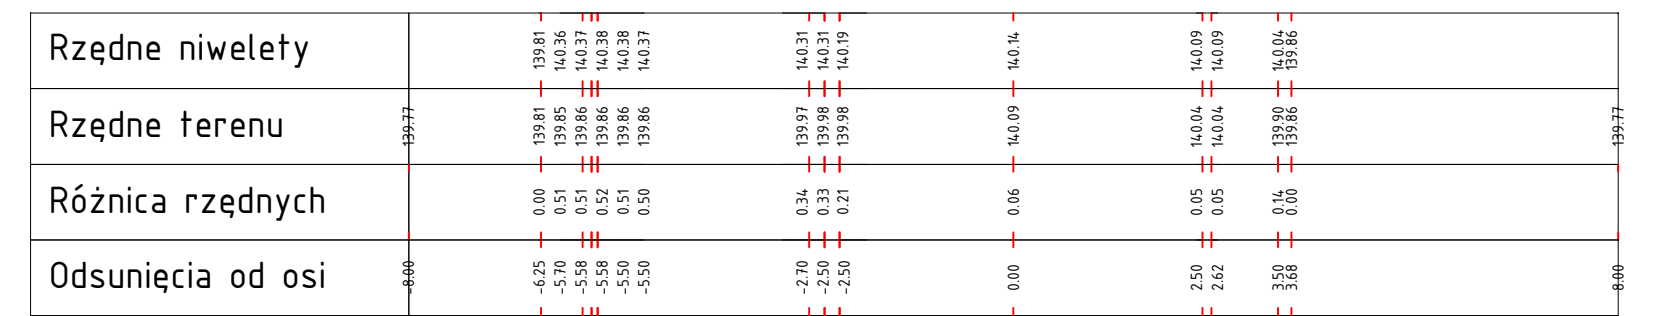 Rzędne niwelety 139.81 140.36 140.37 140.38 140.38 140.37 140.31 140.31 140.19 140.14 140.09 140.09 140.04 139.86
Rzędne terenu 139.77 139.81 139.85 139.86 139.86 139.86 139.86 139.97 139.98 139.98 140.09 140.04 140.04 139.90 139.86 139.77
Różnica rzędnych 0.00 0.51 0.51 0.52 0.51 0.50 0.34 0.33 0.21 0.06 0.05 0.05 0.14 0.00
Odsunięcia od osi -8.00 -6.25 -5.70 -5.58 -5.58 -5.50 -5.50 -2.70 -2.50 -2.50 0.00 2.50 2.62 3.50 3.68 8.00